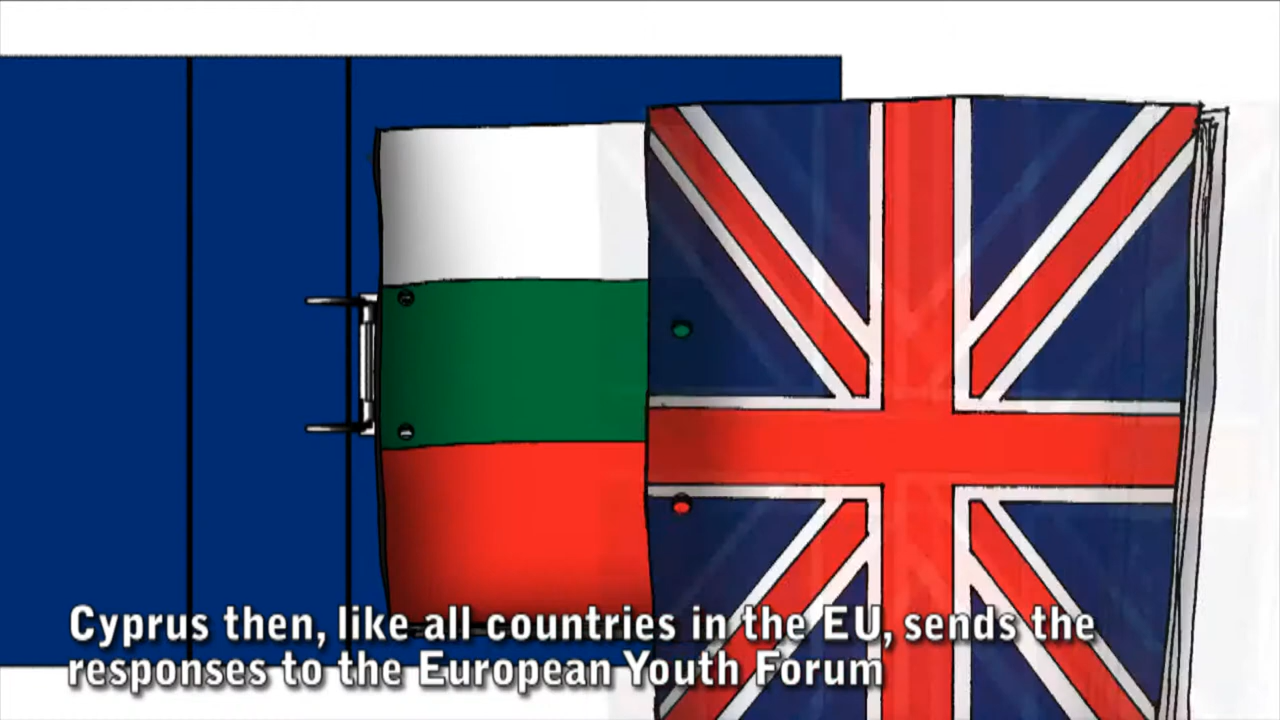 Cyprus then, like all countries in the EU, sends the
responses to the European Youth Forum